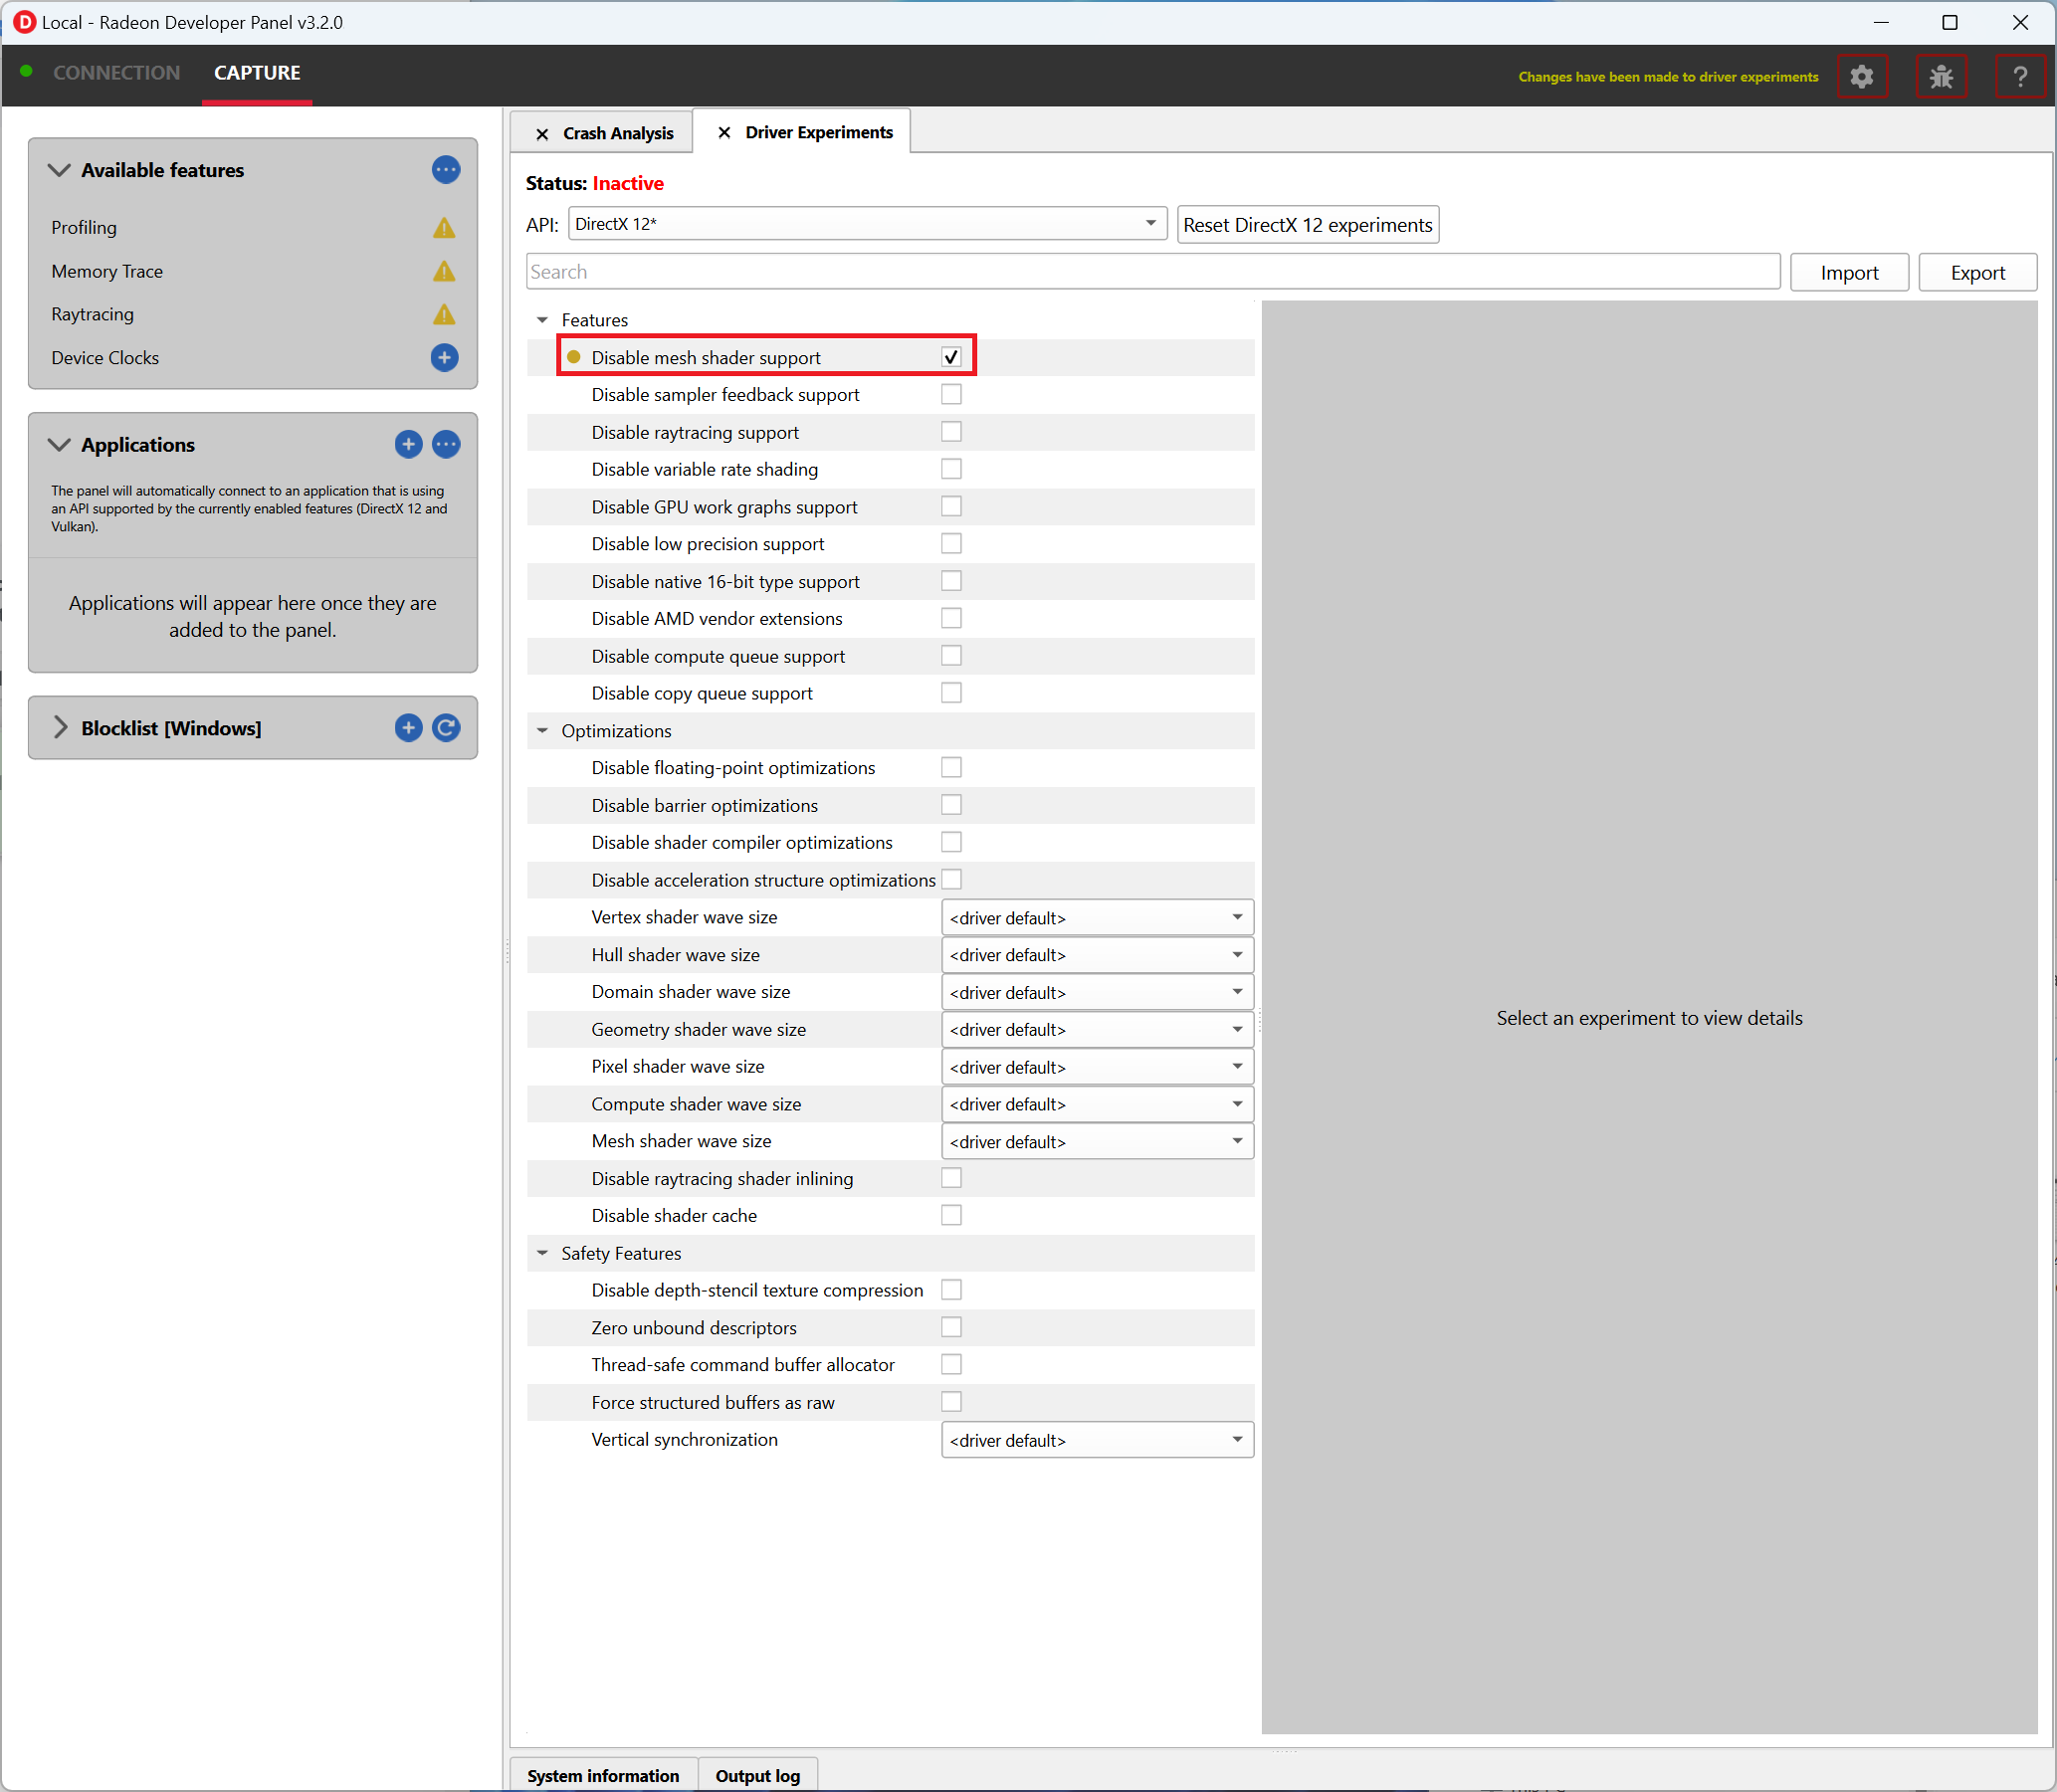 Local - Radeon Developer Panel v3.2.0
CONNECTION CAPTURE
Changes have been made to driver experiments
?
Available features
Profiling
Memory Trace
Raytracing
Device Clocks
Applications
The panel will automatically connect to an application that is using
an API supported by the currently enabled features (DirectX 12 and
Vulkan).
Applications will appear here once they are
added to the panel.
Blocklist [Windows]
Crash Analysis
Driver Experiments
Status: Inactive
API: DirectX 12*
Reset DirectX 12 experiments
Search
Import
Export
Features
Disable mesh shader support
Disable sampler feedback support
Disable raytracing support
Disable variable rate shading
Disable GPU work graphs support
Disable low precision support
Disable native 16-bit type support
Disable AMD vendor extensions
Disable compute queue support
Disable copy queue support
Optimizations
Disable floating-point optimizations
Disable barrier optimizations
Disable shader compiler optimizations
Disable acceleration structure optimizations
Vertex shader wave size <driver default>
Hull shader wave size <driver default>
Domain shader wave size <driver default>
Geometry shader wave size <driver default>
Pixel shader wave size <driver default>
Compute shader wave size <driver default>
Mesh shader wave size <driver default>
Disable raytracing shader inlining
Disable shader cache
Safety Features
Disable depth-stencil texture compression
Zero unbound descriptors
Thread-safe command buffer allocator
Force structured buffers as raw
Vertical synchronization <driver default>
Select an experiment to view details
System information
Output log